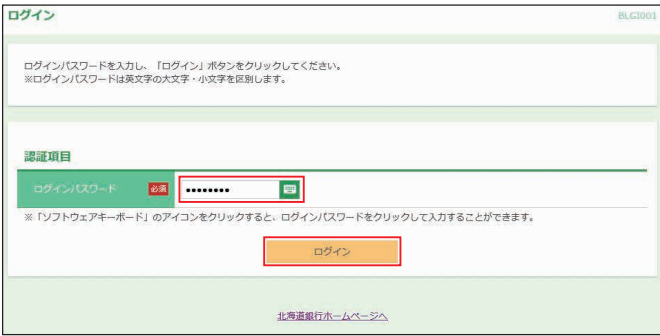 ログイン
BLGI001
ログインパスワードを入力し、「ログイン」ボタンをクリックしてください。
※ログインパスワードは英文字の大文字・小文字を区別します。
認証項目
ログインパスワード 必須 ••••••••
※「ソフトウェアキーボード」のアイコンをクリックすると、ログインパスワードをクリックして入力することができます。
ログイン
北海道銀行ホームページへ